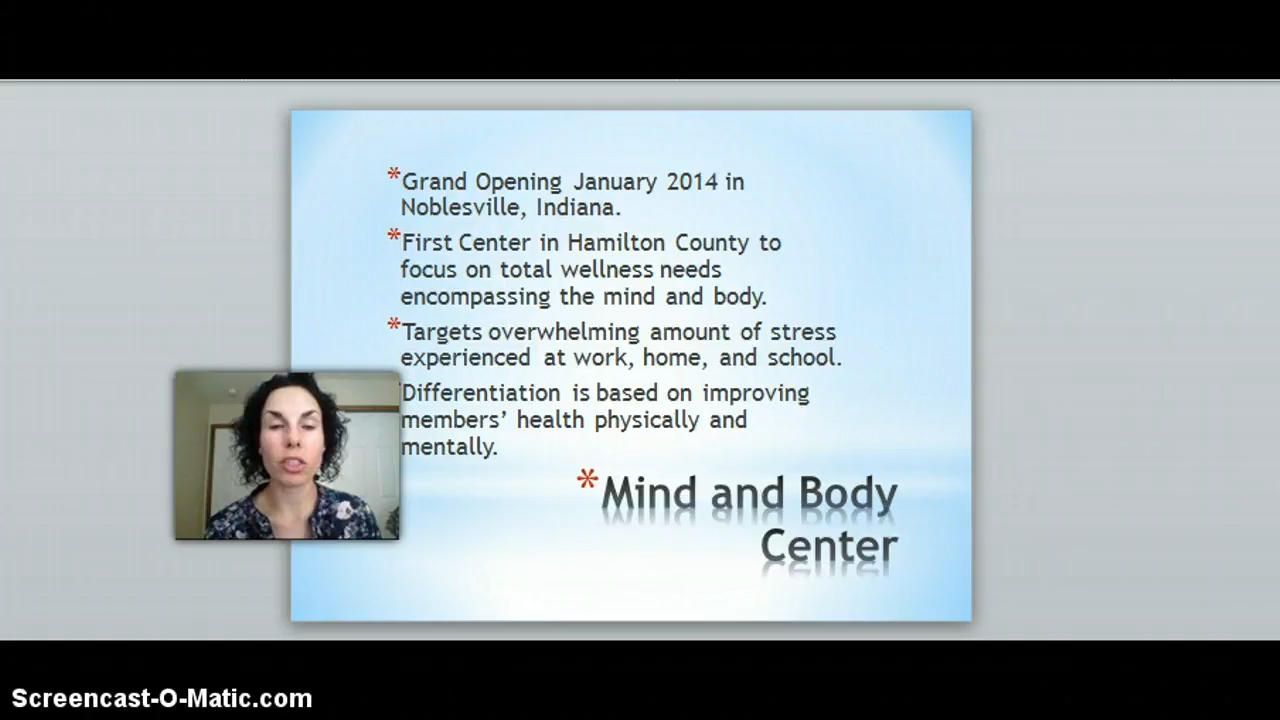 *Grand Opening January 2014 in
Noblesville, Indiana.
*First Center in Hamilton County to
focus on total wellness needs
encompassing the mind and body.
*Targets overwhelming amount of stress
experienced at work, home, and school.
Differentiation is based on improving
members’ health physically and
mentally.
*Mind and Body
Center
Screencast-O-Matic.com